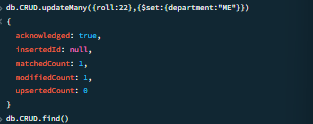 db.CRUD.updateMany({roll:22},{$set:{department:"ME"}})
{
acknowledged: true,
insertedId: null,
matchedCount: 1,
modifiedCount: 1,
upsertedCount: 0
}
db.CRUD.find()